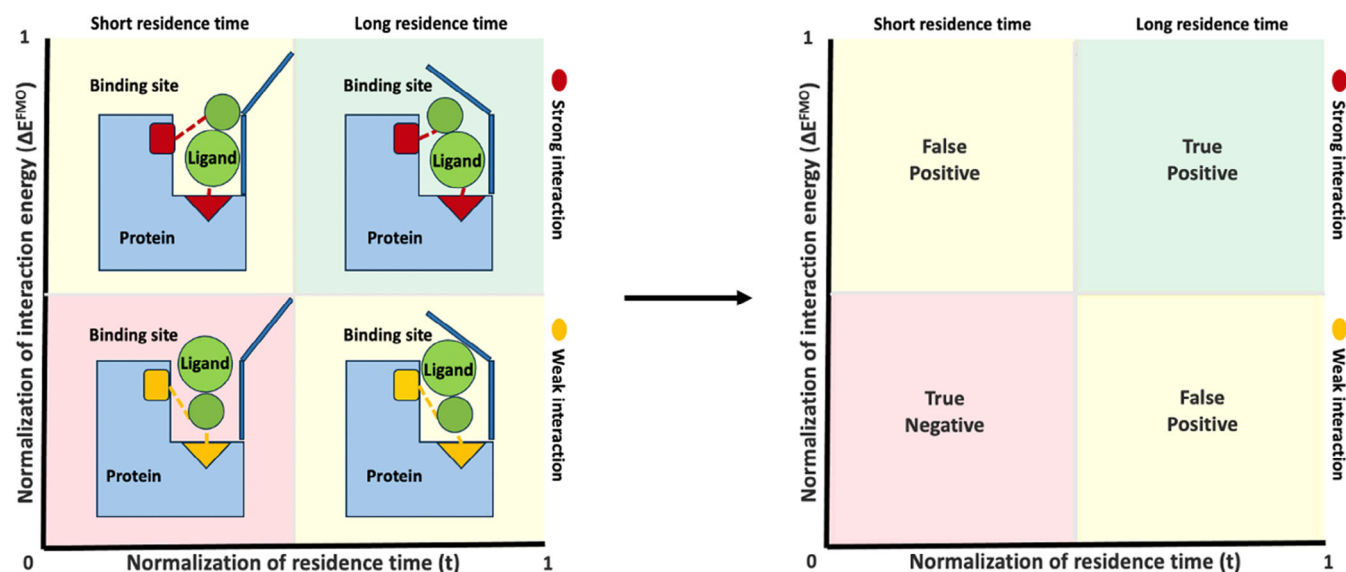 Short residence time
Long residence time
1
Binding site
Ligand
Protein
Binding site
Ligand
Protein
Binding site
Ligand
Protein
Binding site
Ligand
Protein
Normalization of interaction energy (ΔE^FMO)
Strong interaction
Weak interaction
0
Normalization of residence time (t)
1
Short residence time
Long residence time
1
False
Positive
True
Positive
True
Negative
False
Positive
Normalization of interaction energy (ΔE^FMO)
Strong interaction
Weak interaction
0
Normalization of residence time (t)
1